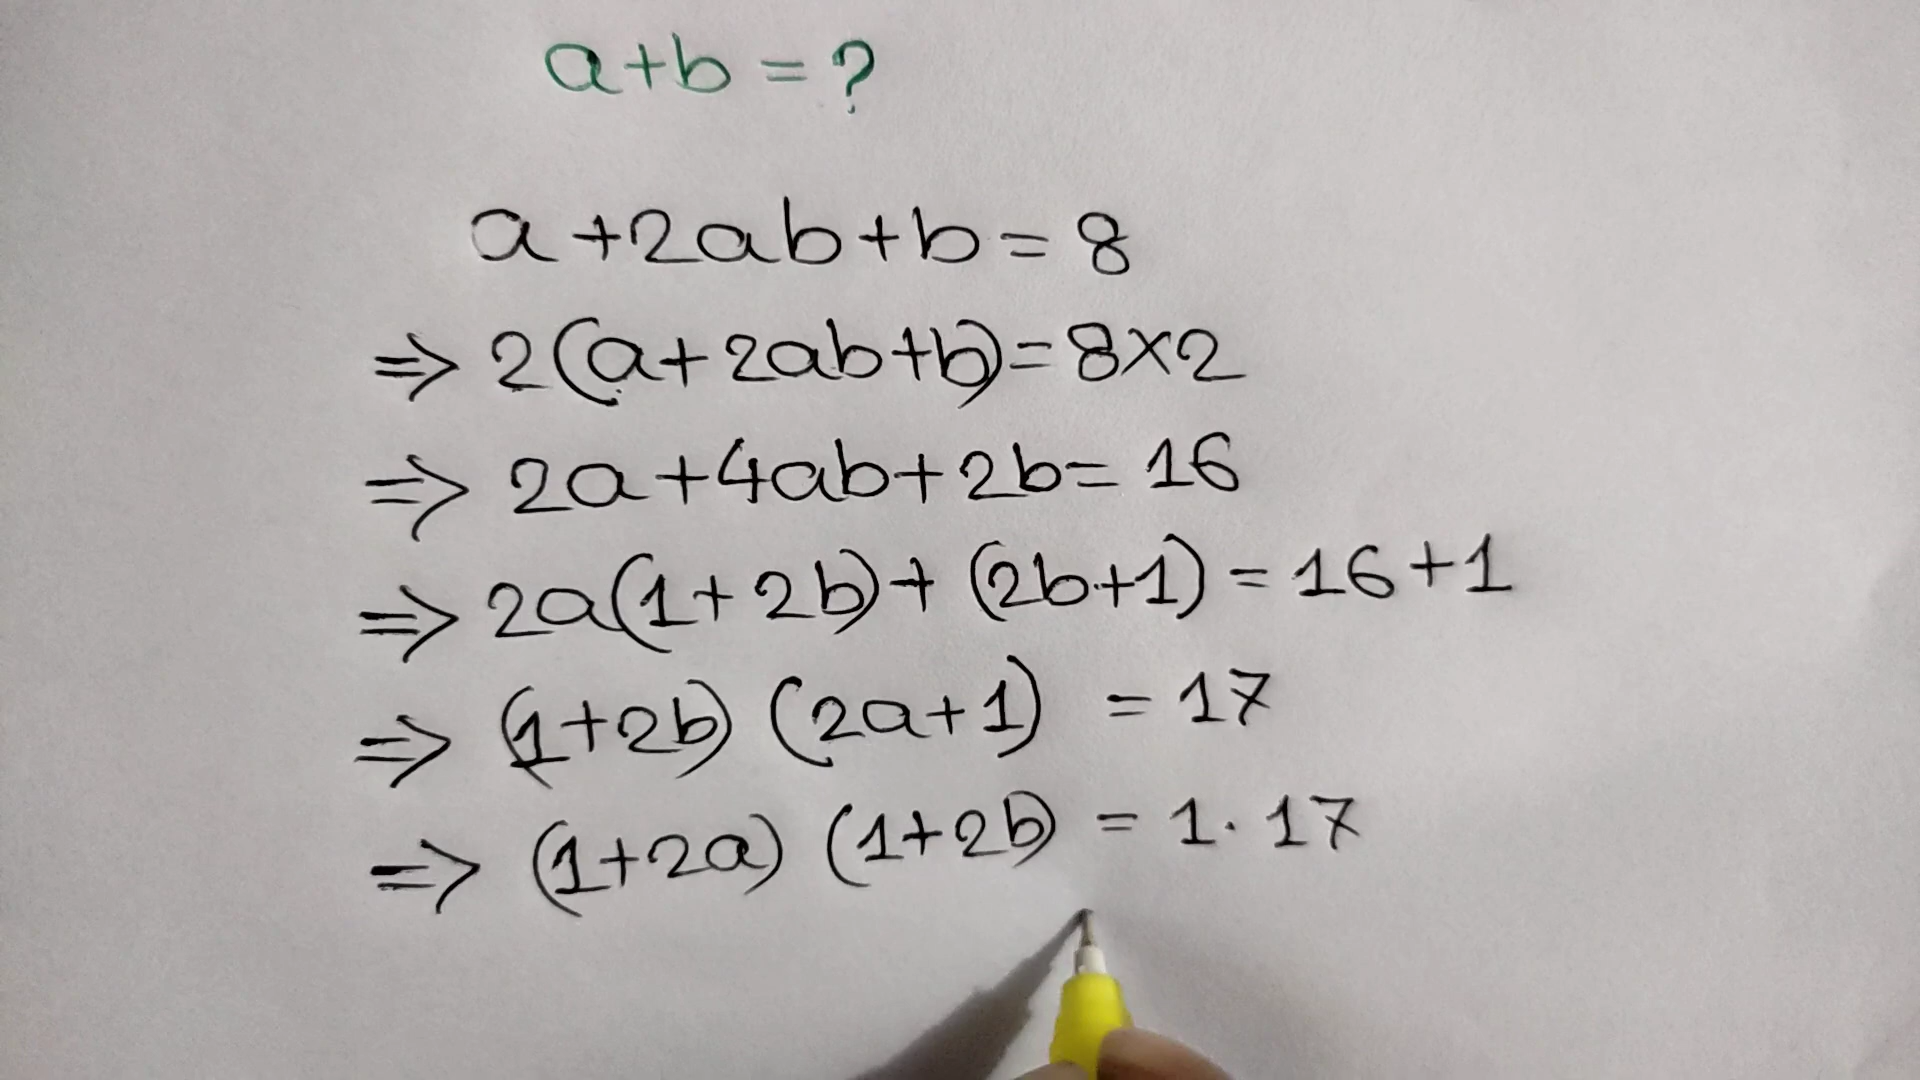 a+b = ?
a+2ab+b = 8
⇒ 2(a+2ab+b)=8×2
⇒ 2a+4ab+2b= 16
⇒ 2a(1+2b)+ (2b+1) = 16+1
⇒ (1+2b) (2a+1) = 17
⇒ (1+2a) (1+2b) = 1.17